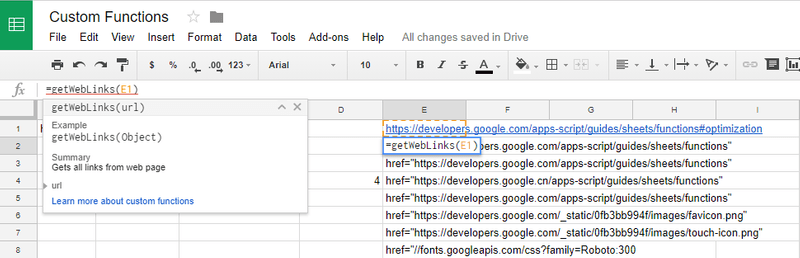 Custom Functions
File Edit View Insert Format Data Tools Add-ons Help All changes saved in Drive
$ % .0 .00 123 Arial 10 B I S A
fx =getWebLinks(E1)
getWebLinks(url)
Example
getWebLinks(Object)
Summary
Gets all links from web page
url
Learn more about custom functions
D E F G H I
1 https://developers.google.com/apps-script/guides/sheets/functions#optimization
2 =getWebLinks(E1) .google.com/apps-script/guides/sheets/functions"
3 href="https://developers.google.com/apps-script/guides/sheets/functions"
4 4 href="https://developers.google.cn/apps-script/guides/sheets/functions"
5 href="https://developers.google.com/apps-script/guides/sheets/functions"
6 href="https://developers.google.com/_static/0fb3bb994f/images/favicon.png"
7 href="https://developers.google.com/_static/0fb3bb994f/images/touch-icon.png"
8 href="//fonts.googleapis.com/css?family=Roboto:300